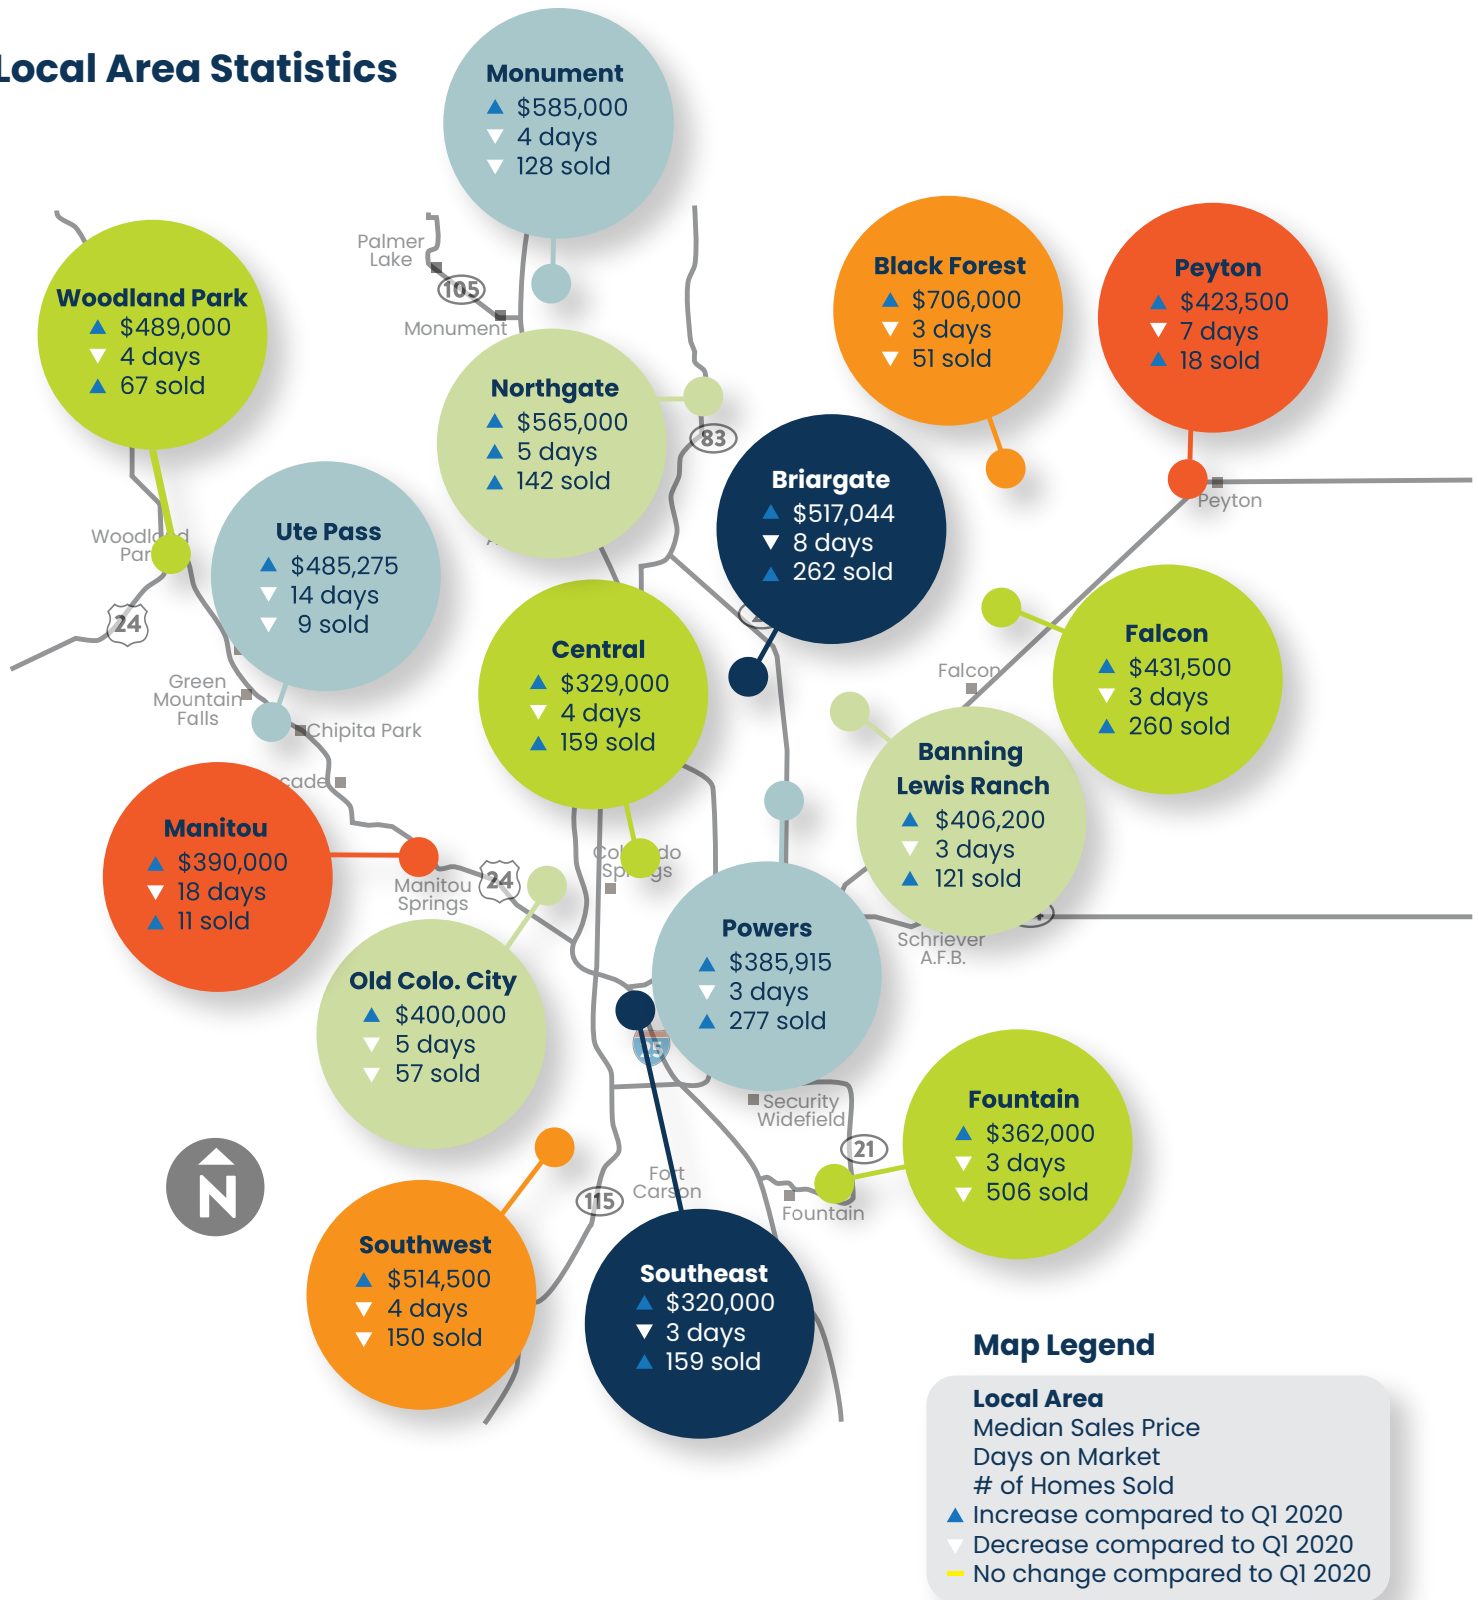 Local Area Statistics
Monument
$585,000
4 days
128 sold
Palmer
Lake
105
Monument
Woodland Park
$489,000
4 days
67 sold
Black Forest
$706,000
3 days
51 sold
Peyton
$423,500
7 days
18 sold
Northgate
$565,000
5 days
142 sold
83
Briargate
$517,044
8 days
262 sold
Peyton
Ute Pass
$485,275
14 days
9 sold
24
Green
Mountain
Falls
Chipita Park
Central
$329,000
4 days
159 sold
Falcon
Falcon
$431,500
3 days
260 sold
Banning
Lewis Ranch
$406,200
3 days
121 sold
Manitou
$390,000
18 days
11 sold
Manitou
Springs
24
Powers
$385,915
3 days
277 sold
Schriever
A.F.B.
Old Colo. City
$400,000
5 days
57 sold
25
Security
Widefield
21
Fountain
$362,000
3 days
506 sold
Fountain
N
Fort
Carson
115
Southwest
$514,500
4 days
150 sold
Southeast
$320,000
3 days
159 sold
Map Legend
Local Area
Median Sales Price
Days on Market
# of Homes Sold
Increase compared to Q1 2020
Decrease compared to Q1 2020
No change compared to Q1 2020